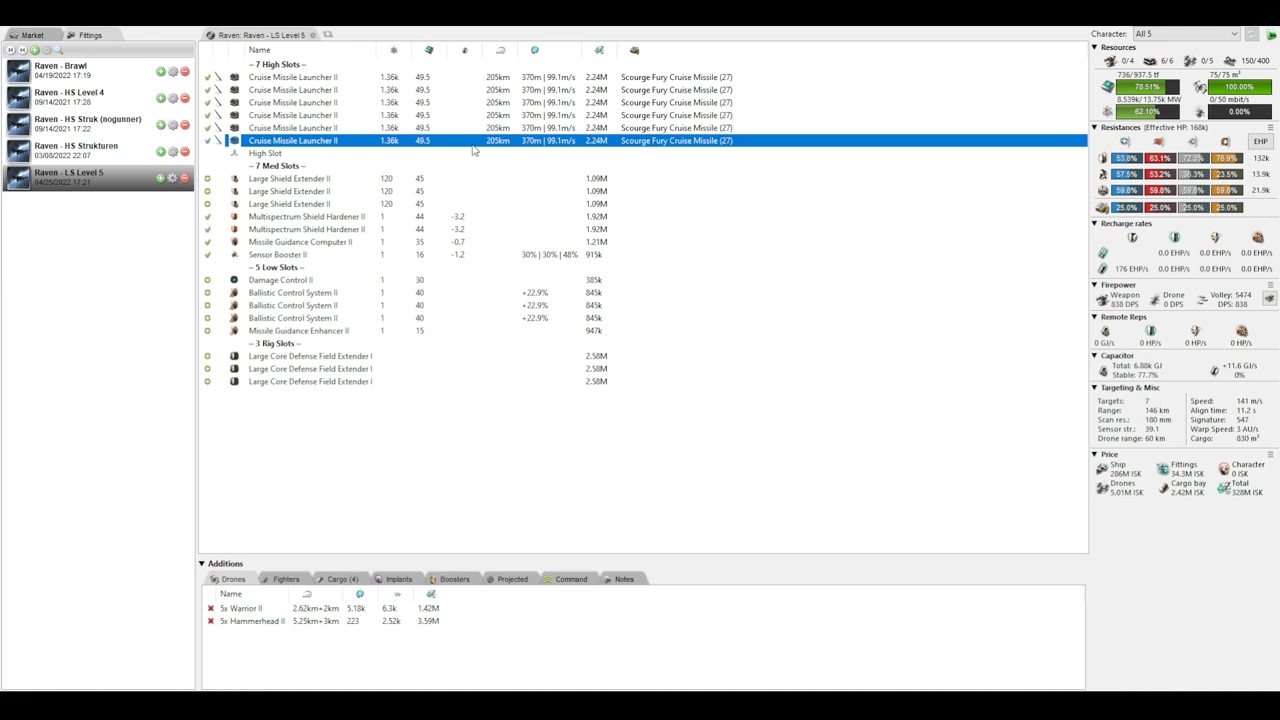 Market
Fittings
Raven - Brawl
04/19/2022 17:19
Raven - HS Level 4
09/14/2021 17:28
Raven - HS Struk (nogunner)
09/14/2021 17:22
Raven - HS Strukturen
03/08/2022 22:07
Raven - LS Level 5
04/25/2022 17:21
Raven: Raven - LS Level 5
Name
– 7 High Slots –
Cruise Missile Launcher II 1.36k 49.5 205km 370m | 99.1m/s 2.24M Scourge Fury Cruise Missile (27)
Cruise Missile Launcher II 1.36k 49.5 205km 370m | 99.1m/s 2.24M Scourge Fury Cruise Missile (27)
Cruise Missile Launcher II 1.36k 49.5 205km 370m | 99.1m/s 2.24M Scourge Fury Cruise Missile (27)
Cruise Missile Launcher II 1.36k 49.5 205km 370m | 99.1m/s 2.24M Scourge Fury Cruise Missile (27)
Cruise Missile Launcher II 1.36k 49.5 205km 370m | 99.1m/s 2.24M Scourge Fury Cruise Missile (27)
Cruise Missile Launcher II 1.36k 49.5 205km 370m | 99.1m/s 2.24M Scourge Fury Cruise Missile (27)
High Slot
– 7 Med Slots –
Large Shield Extender II 120 45 1.09M
Large Shield Extender II 120 45 1.09M
Large Shield Extender II 120 45 1.09M
Multispectrum Shield Hardener II 1 44 -3.2 1.92M
Multispectrum Shield Hardener II 1 44 -3.2 1.92M
Missile Guidance Computer II 1 35 -0.7 1.21M
Sensor Booster II 1 16 -1.2 30% | 30% | 48% 915k
– 5 Low Slots –
Damage Control II 1 30 385k
Ballistic Control System II 1 40 +22.9% 845k
Ballistic Control System II 1 40 +22.9% 845k
Ballistic Control System II 1 40 +22.9% 845k
Missile Guidance Enhancer II 1 15 947k
– 3 Rig Slots –
Large Core Defense Field Extender I 2.58M
Large Core Defense Field Extender I 2.58M
Large Core Defense Field Extender I 2.58M
Additions
Drones Fighters Cargo (4) Implants Boosters Projected Command Notes
Name
5x Warrior II 2.62km+2km 5.18k 6.3k 1.42M
5x Hammerhead II 5.25km+3km 223 2.52k 3.59M
Character: All 5
Resources
0/4 6/6 0/5 150/400
736/937.5 tf 75/75 m³
78.51% 100.00%
8.539k/13.75k MW 0/50 mbit/s
62.10% 0.00%
Resistances (Effective HP: 168k)
EHP
53.8% 63.1% 72.3% 76.9% 132k
57.5% 53.2% 23.5% 13.9k
59.8% 59.8% 59.8% 59.8% 21.9k
25.0% 25.0% 25.0% 25.0%
Recharge rates
0.0 EHP/s 0.0 EHP/s 0.0 EHP/s
176 EHP/s 0.0 EHP/s 0.0 EHP/s 0.0 EHP/s
Firepower
Weapon Drone Volley: 5474
838 DPS 0 DPS DPS: 838
Remote Reps
0 GJ/s 0 HP/s 0 HP/s 0 HP/s
Capacitor
Total: 6.88k GJ +11.6 GJ/s
Stable: 77.7% 0%
Targeting & Misc
Targets: 7 Speed: 141 m/s
Range: 146 km Align time: 11.2 s
Scan res.: 180 mm Signature: 547
Sensor str.: 39.1 Warp Speed: 3 AU/s
Drone range: 60 km Cargo: 830 m³
Price
Ship Fittings Character
286M ISK 34.3M ISK 0 ISK
Drones Cargo bay Total
5.01M ISK 2.42M ISK 328M ISK